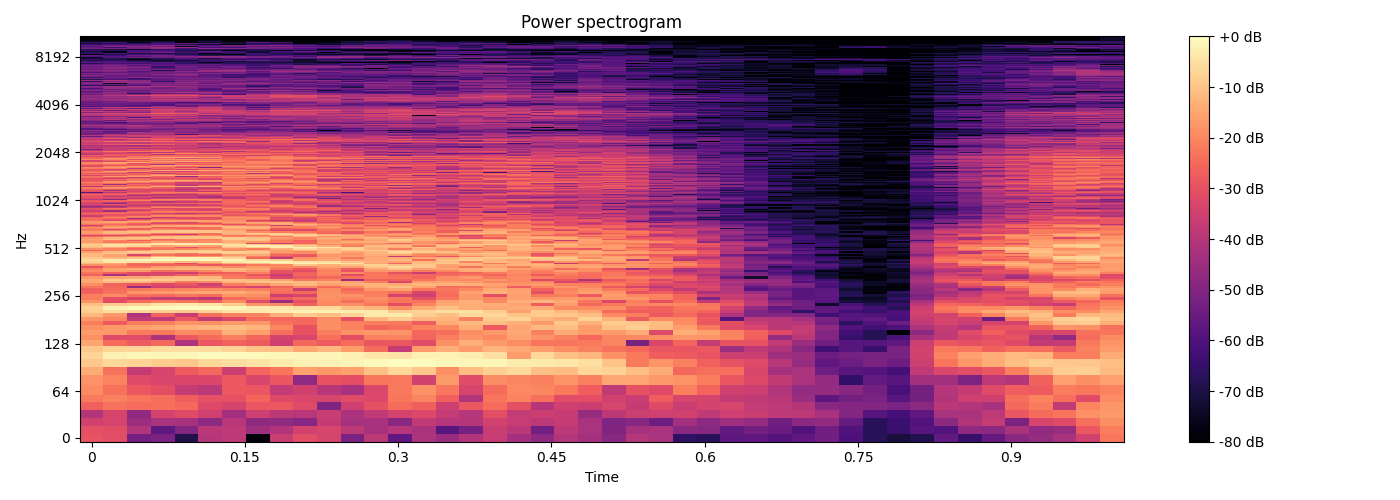 Power spectrogram
Hz
8192
4096
2048
1024
512
256
128
64
0
0 0.15 0.3 0.45 0.6 0.75 0.9
Time
+0 dB
-10 dB
-20 dB
-30 dB
-40 dB
-50 dB
-60 dB
-70 dB
-80 dB